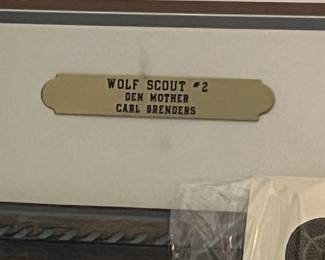 WOLF SCOUT #2
DEN MOTHER
CARL BRENDERS